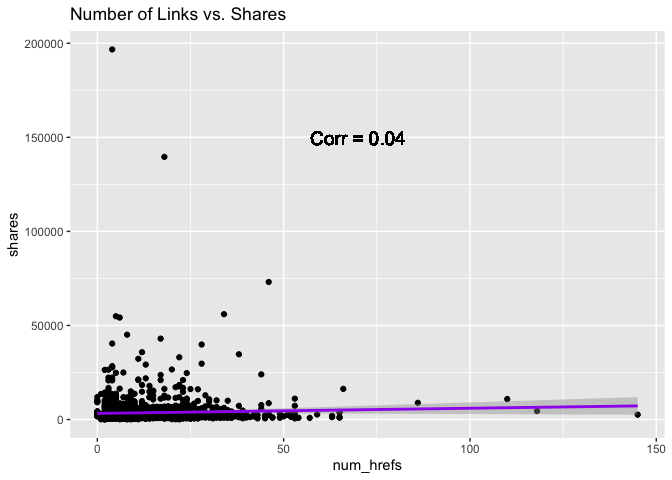 Number of Links vs. Shares
200000
150000
100000
50000
0
shares
Corr = 0.04
0
50
100
150
num_hrefs